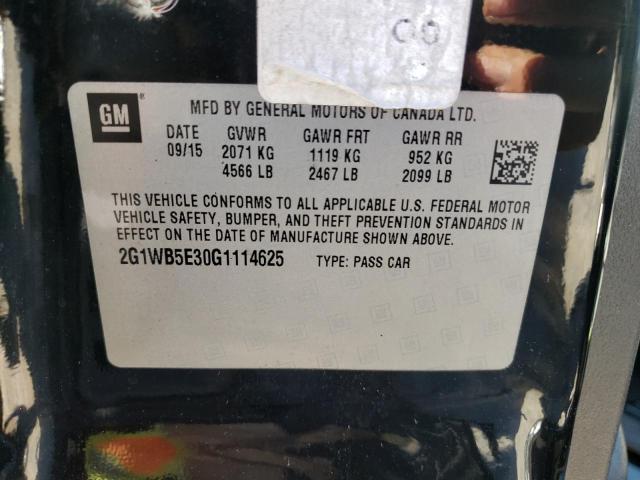 CO
GM ®
MFD BY GENERAL MOTORS OF CANADA LTD.
DATE GVWR GAWR FRT GAWR RR
09/15 2071 KG 1119 KG 952 KG
4566 LB 2467 LB 2099 LB
THIS VEHICLE CONFORMS TO ALL APPLICABLE U.S. FEDERAL MOTOR
VEHICLE SAFETY, BUMPER, AND THEFT PREVENTION STANDARDS
IN EFFECT ON THE DATE OF MANUFACTURE SHOWN ABOVE.
2G1WB5E30G1114625 TYPE: PASS CAR